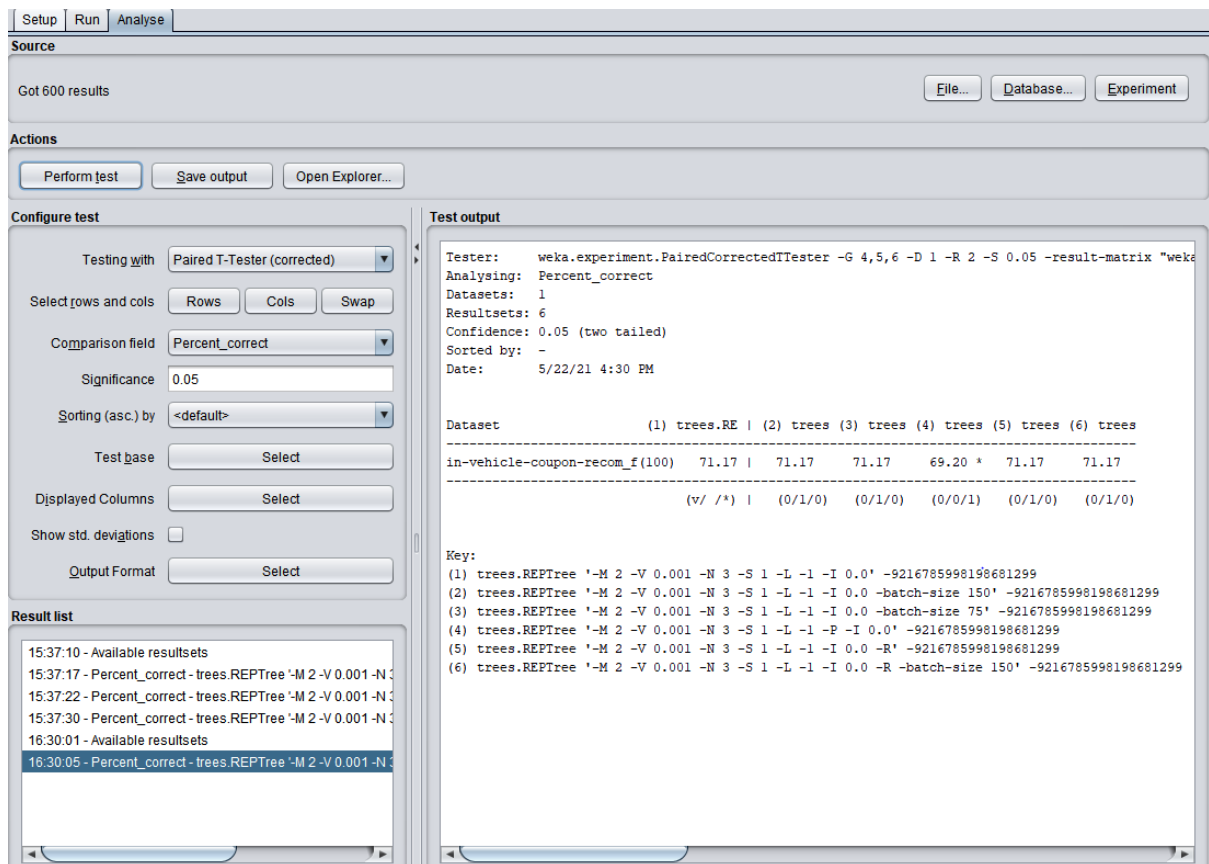 Setup Run Analyse
Source
Got 600 results File... Database... Experiment
Actions
Perform test Save output Open Explorer...
Configure test
Testing with Paired T-Tester (corrected)
Select rows and cols Rows Cols Swap
Comparison field Percent_correct
Significance 0.05
Sorting (asc.) by <default>
Test base Select
Displayed Columns Select
Show std. deviations
Output Format Select
Result list
15:37:10 - Available resultsets
15:37:17 - Percent_correct - trees.REPTree '-M 2 -V 0.001 -N 3
15:37:22 - Percent_correct - trees.REPTree '-M 2 -V 0.001 -N 3
15:37:30 - Percent_correct - trees.REPTree '-M 2 -V 0.001 -N 3
16:30:01 - Available resultsets
16:30:05 - Percent_correct - trees.REPTree '-M 2 -V 0.001 -N 3
Test output
Tester: weka.experiment.PairedCorrectedTTester -G 4,5,6 -D 1 -R 2 -S 0.05 -result-matrix "weka
Analysing: Percent_correct
Datasets: 1
Resultsets: 6
Confidence: 0.05 (two tailed)
Sorted by: -
Date: 5/22/21 4:30 PM
Dataset (1) trees.RE | (2) trees (3) trees (4) trees (5) trees (6) trees
--------------------------------------------------------------------------------
in-vehicle-coupon-recom_f(100) 71.17 | 71.17 71.17 69.20 * 71.17 71.17
--------------------------------------------------------------------------------
(v/ /*) | (0/1/0) (0/1/0) (0/0/1) (0/1/0) (0/1/0)
Key:
(1) trees.REPTree '-M 2 -V 0.001 -N 3 -S 1 -L -1 -I 0.0' -9216785998198681299
(2) trees.REPTree '-M 2 -V 0.001 -N 3 -S 1 -L -1 -I 0.0 -batch-size 150' -9216785998198681299
(3) trees.REPTree '-M 2 -V 0.001 -N 3 -S 1 -L -1 -I 0.0 -batch-size 75' -9216785998198681299
(4) trees.REPTree '-M 2 -V 0.001 -N 3 -S 1 -L -1 -P -I 0.0' -9216785998198681299
(5) trees.REPTree '-M 2 -V 0.001 -N 3 -S 1 -L -1 -I 0.0 -R' -9216785998198681299
(6) trees.REPTree '-M 2 -V 0.001 -N 3 -S 1 -L -1 -I 0.0 -R -batch-size 150' -9216785998198681299